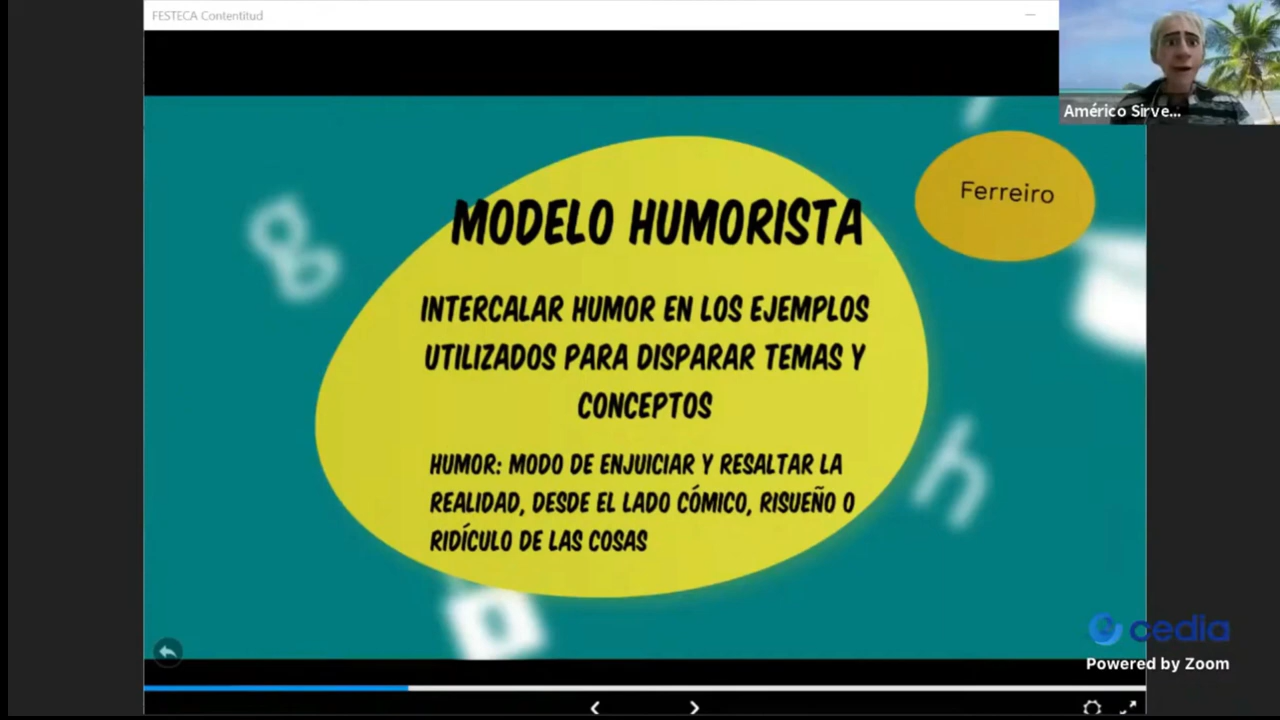 FESTECA Contentitud
Américo Sirve...
Ferreiro
MODELO HUMORISTA
INTERCALAR HUMOR EN LOS EJEMPLOS
UTILIZADOS PARA DISPARAR TEMAS Y
CONCEPTOS
HUMOR: MODO DE ENJUICIAR Y RESALTAR LA
REALIDAD, DESDE EL LADO CÓMICO, RISUEÑO O
RIDÍCULO DE LAS COSAS
g
h
a
cedia
Powered by Zoom